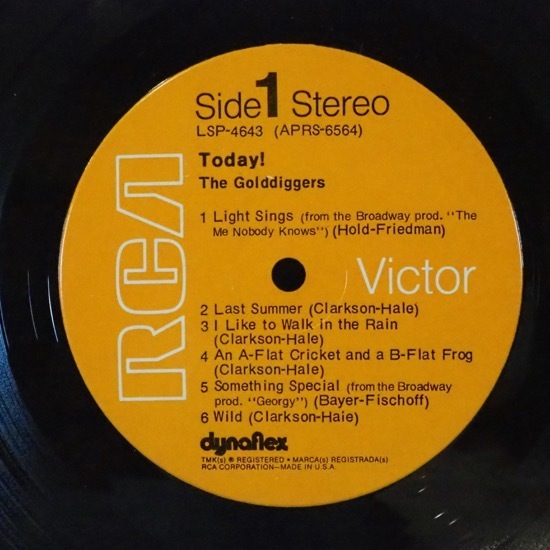 Side 1 Stereo
LSP-4643 (APRS-6564)
Today!
The Golddiggers
1 Light Sings (from the Broadway prod. "The
Me Nobody Knows") (Hold-Friedman)
RCA
Victor
2 Last Summer (Clarkson-Hale)
3 I Like to Walk in the Rain
(Clarkson-Hale)
4 An A-Flat Cricket and a B-Flat Frog
(Clarkson-Hale)
5 Something Special (from the Broadway
prod. "Georgy") (Bayer-Fischoff)
6 Wild (Clarkson-Haie)
dynaflex
TMK(s) ® REGISTERED • MARCA(s) REGISTRADA(s)
RCA CORPORATION—MADE IN U.S.A.